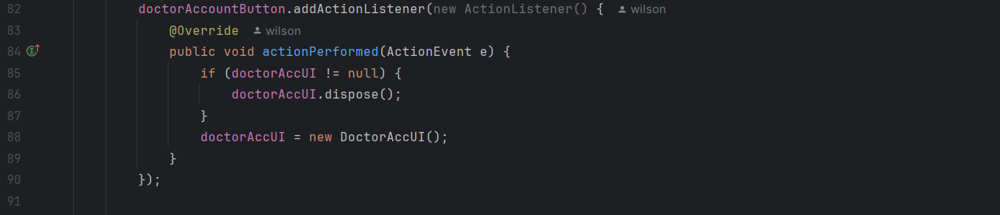 82 doctorAccountButton.addActionListener(new ActionListener() { wilson
83 @Override wilson
84 public void actionPerformed(ActionEvent e) {
85 if (doctorAccUI != null) {
86 doctorAccUI.dispose();
87 }
88 doctorAccUI = new DoctorAccUI();
89 }
90 });
91